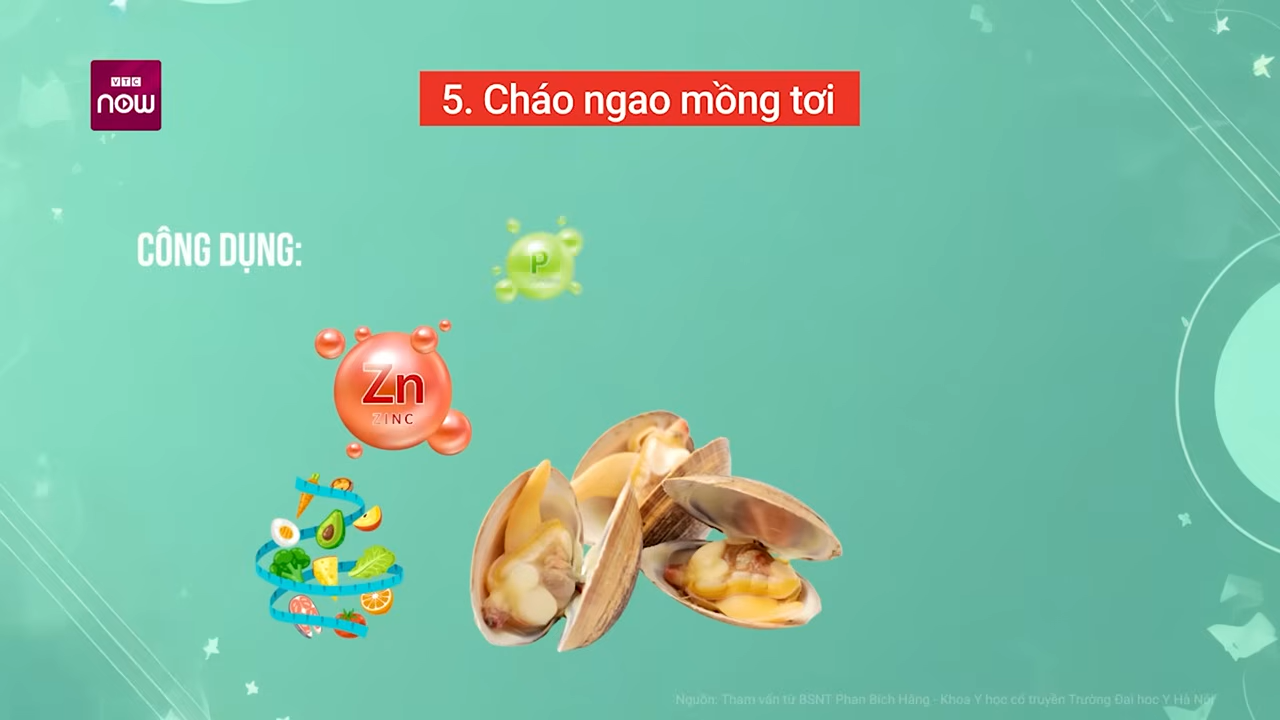 VTC
now
5. Cháo ngao mồng tơi
CÔNG DỤNG:
P
Zn
ZINC
Nguồn: Tham vấn từ BSNT Phan Bích Hằng - Khoa Y học cổ truyền Trường Đại học Y Hà Nội